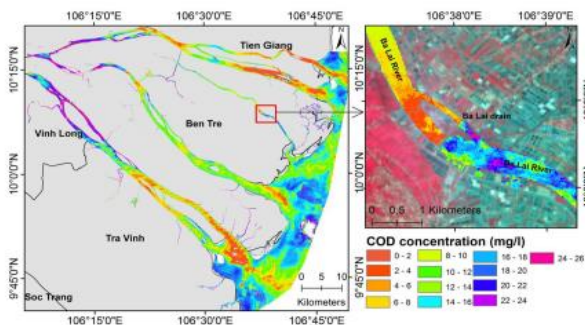 106°15'0"E 106°30'0"E 106°45'0"E
106°38'0"E 106°39'0"E
N
Tien Giang
10°15'0"N
10°15'0"N
Ba Lai River
Ba Lai drain
Vinh Long
Ben Tre
Ba Lai River
10°0'0"N
10°0'0"N
0 0.5 1 Kilometers
Tra Vinh
COD concentration (mg/l)
0 - 2
8 - 10
16 - 18
24 - 26
2 - 4
10 - 12
18 - 20
4 - 6
12 - 14
20 - 22
6 - 8
14 - 16
22 - 24
9°45'0"N
9°45'0"N
0 10
Kilometers
Soc Trang
106°15'0"E 106°30'0"E 106°45'0"E